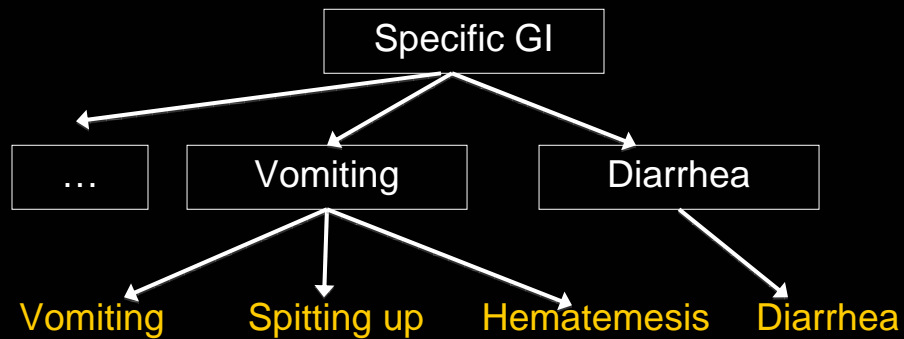 Specific GI
… Vomiting Diarrhea
Vomiting Spitting up Hematemesis Diarrhea